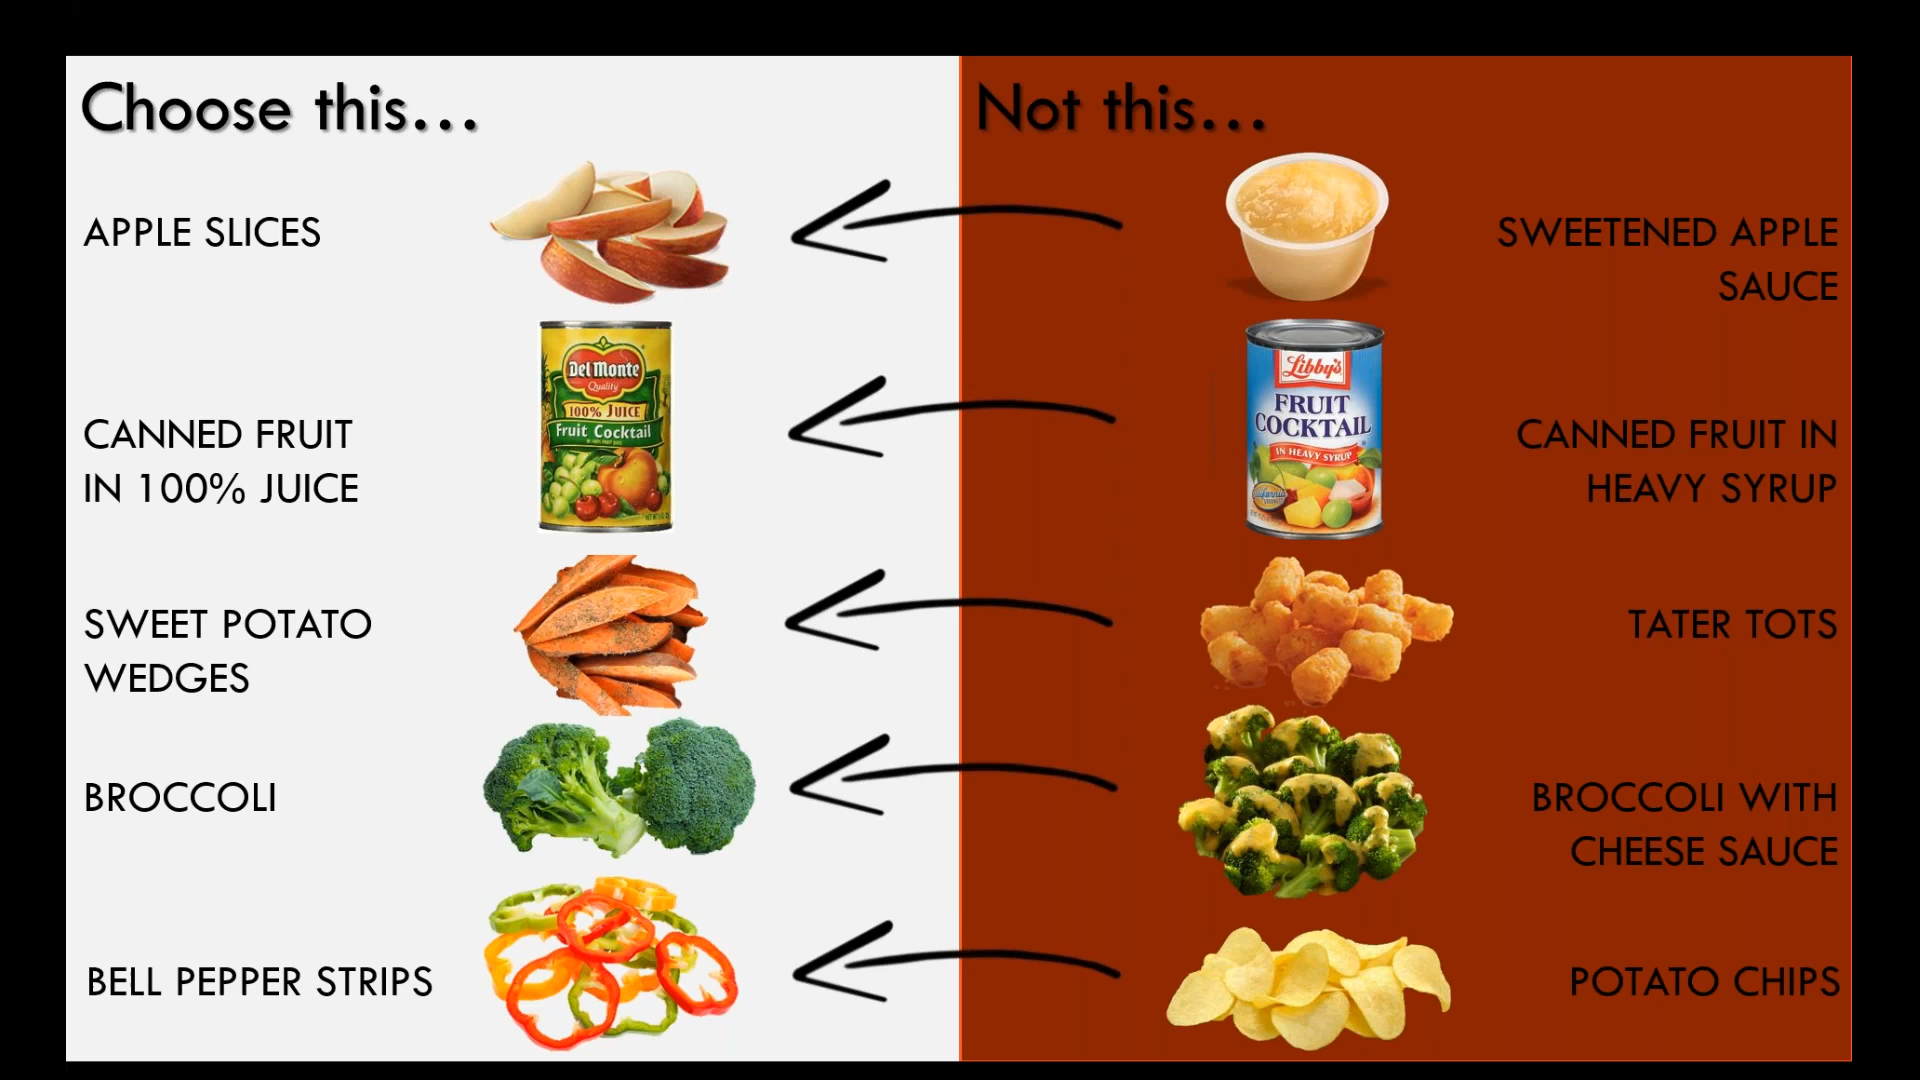 Choose this...
Not this...
APPLE SLICES
SWEETENED APPLE
SAUCE
Del Monte
Quality
100% JUICE
Fruit Cocktail
Libby's
FRUIT
COCKTAIL
IN HEAVY SYRUP
California
CANNED FRUIT
IN 100% JUICE
CANNED FRUIT IN
HEAVY SYRUP
SWEET POTATO
WEDGES
TATER TOTS
BROCCOLI
BROCCOLI WITH
CHEESE SAUCE
BELL PEPPER STRIPS
POTATO CHIPS